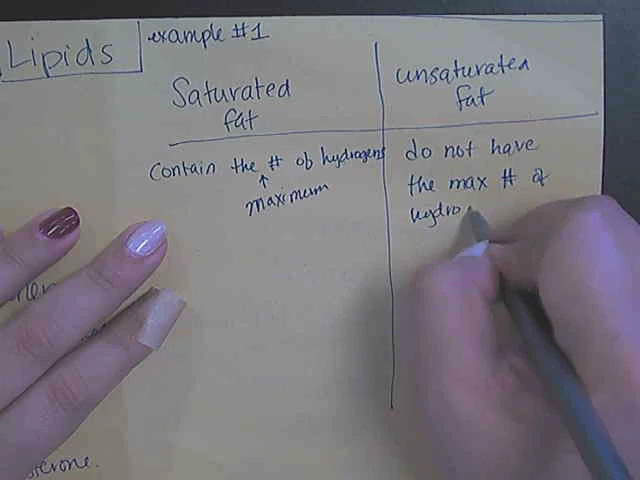 Lipids
example #1
Saturated
fat
unsaturated
fat
Contain the # of hydrogens
maximum
do not have
the max # of
hydro
erone.